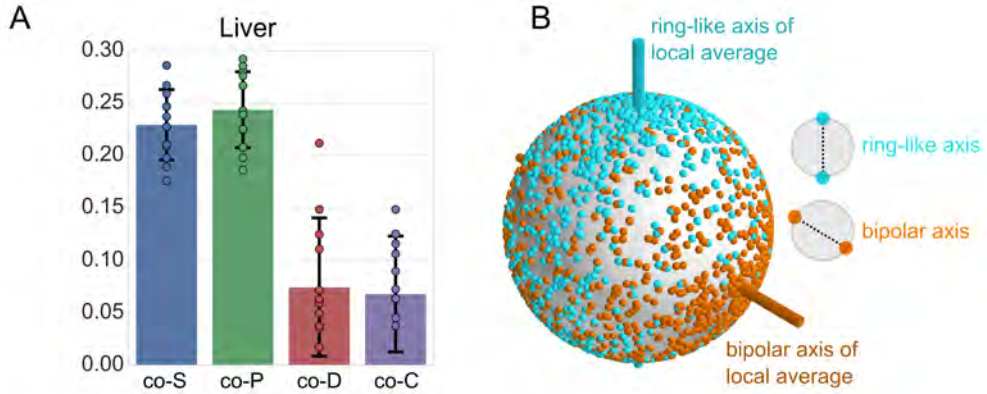 A
Liver
0.30
0.25
0.20
0.15
0.10
0.05
0.00
co-S co-P co-D co-C
B
ring-like axis of
local average
ring-like axis
bipolar axis
bipolar axis of
local average